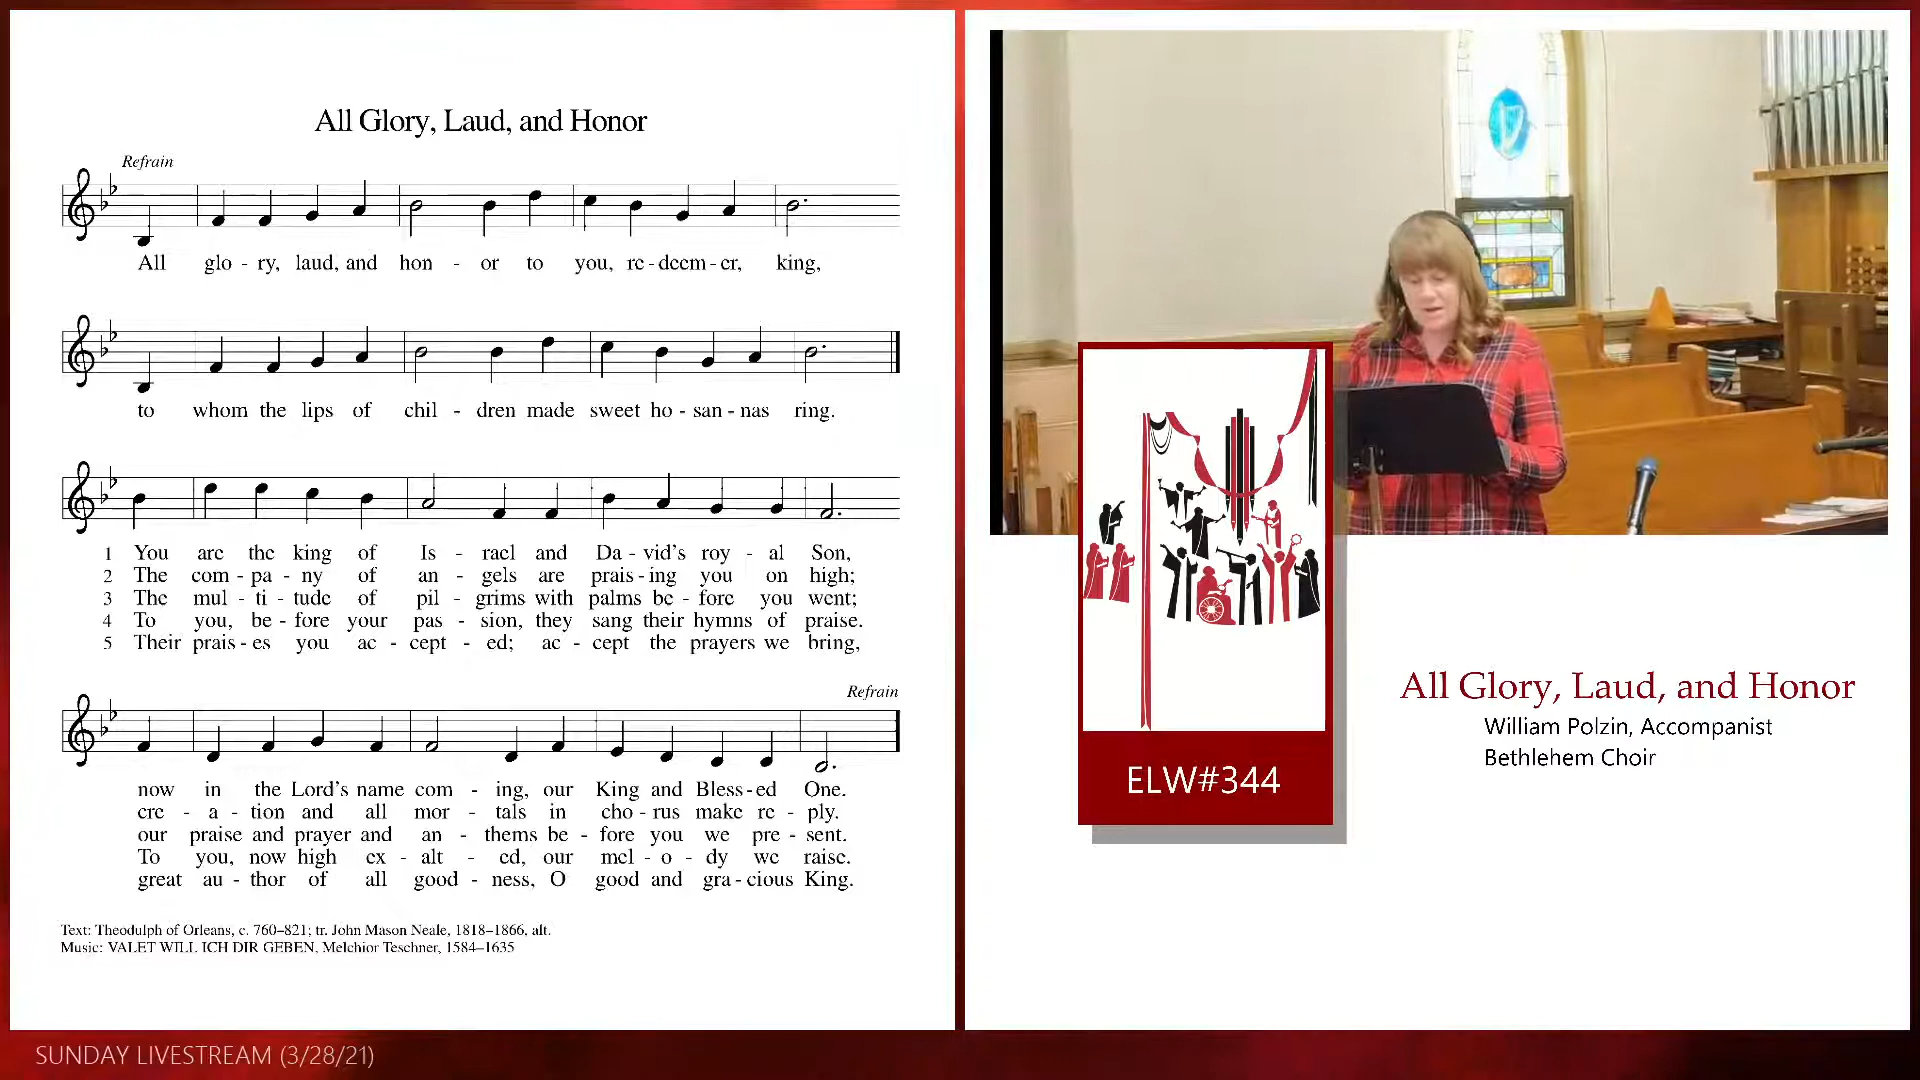 All Glory, Laud, and Honor
Refrain
All glo - ry, laud, and hon - or to you, re - deem - er, king,
to whom the lips of chil - dren made sweet ho - san - nas ring.
1 You are the king of Is - rael and Da - vid's roy - al Son,
2 The com - pa - ny of an - gels are prais - ing you on high;
3 The mul - ti - tude of pil - grims with palms be - fore you went;
4 To you, be - fore your pas - sion, they sang their hymns of praise.
5 Their prais - es you ac - cept - ed; ac - cept the prayers we bring,
Refrain
now in the Lord's name com - ing, our King and Bless - ed One.
cre - a - tion and all mor - tals in cho - rus make re - ply.
our praise and prayer and an - thems be - fore you we pre - sent.
To you, now high ex - alt - ed, our mel - o - dy we raise.
great au - thor of all good - ness, O good and gra - cious King.
Text: Theodulph of Orleans, c. 760–821; tr. John Mason Neale, 1818–1866, alt.
Music: VALET WILL ICH DIR GEBEN, Melchior Teschner, 1584–1635
ELW#344
All Glory, Laud, and Honor
William Polzin, Accompanist
Bethlehem Choir
SUNDAY LIVESTREAM (3/28/21)